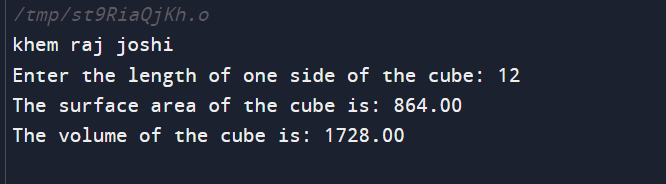 /tmp/st9RiaQjKh.o
khem raj joshi
Enter the length of one side of the cube: 12
The surface area of the cube is: 864.00
The volume of the cube is: 1728.00